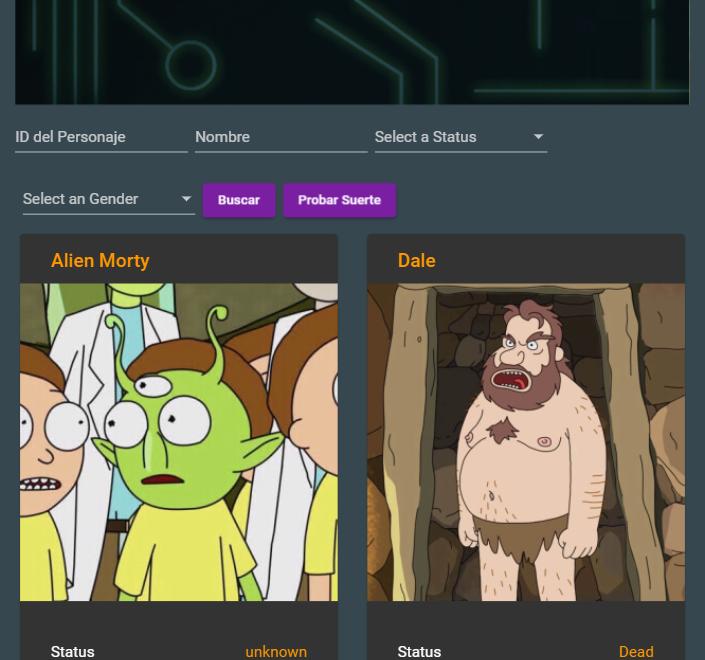 ID del Personaje
Nombre
Select a Status
Select an Gender
Buscar
Probar Suerte
Alien Morty
Dale
Status
unknown
Status
Dead